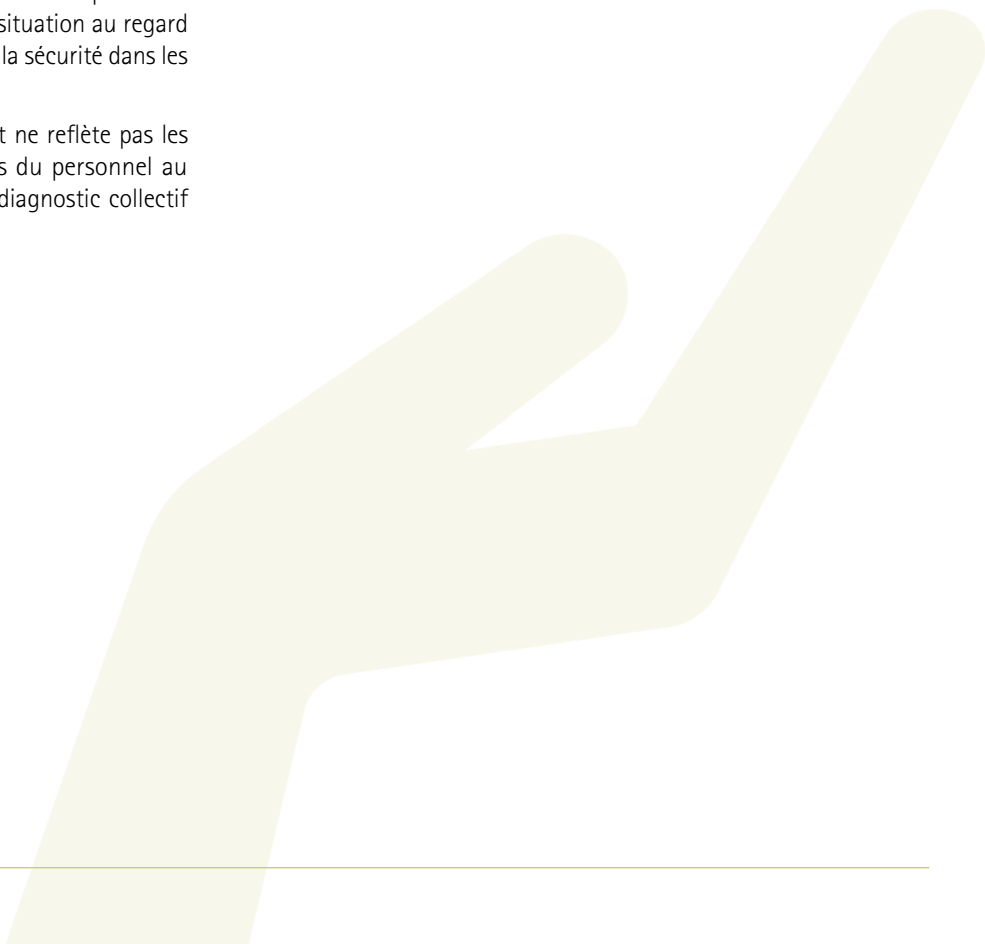 situation au regard
la sécurité dans les
t ne reflète pas les
s du personnel au
diagnostic collectif